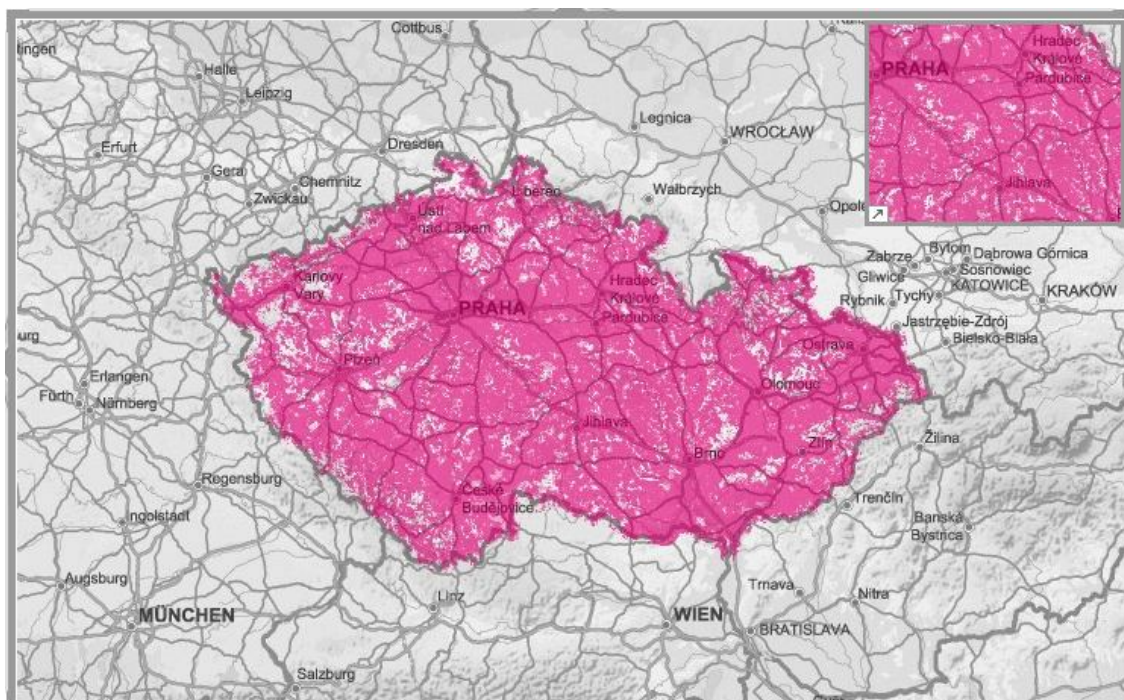 Cottbus
tingen
Halle
Leipzig
Legnica
WROCŁAW
Erfurt
Dresden
Gera
Chemnitz
Zwickau
Wałbrzych
Opole
Liberec
Ústí
nad Labem
Karlovy
Vary
PRAHA
Hradec
Králové
Pardubice
Zabrze
Bytom
Dąbrowa Górnica
Gliwice
Sosnowiec
KATOWICE
Rybnik
Tychy
KRAKÓW
Jastrzębie-Zdrój
Bielsko-Biała
Ostrava
urg
Plzeň
Erlangen
Fürth
Nürnberg
Olomouc
Jihlava
Brno
Zlín
Žilina
Regensburg
České
Budějovice
Trenčín
Ingolstadt
Banská
Bystrica
Augsburg
MÜNCHEN
Linz
WIEN
Trnava
Nitra
BRATISLAVA
Salzburg
Hradec
Králové
PRAHA
Pardubice
Jihlava